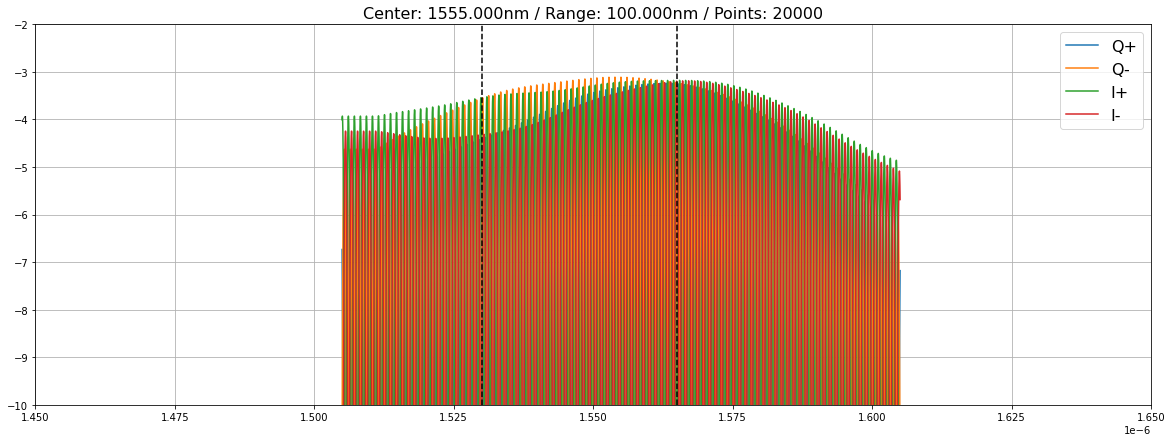 Center: 1555.000nm / Range: 100.000nm / Points: 20000
−2
−3
−4
−5
−6
−7
−8
−9
−10
Q+
Q-
I+
I-
1.450 1.475 1.500 1.525 1.550 1.575 1.600 1.625 1.650
1e−6